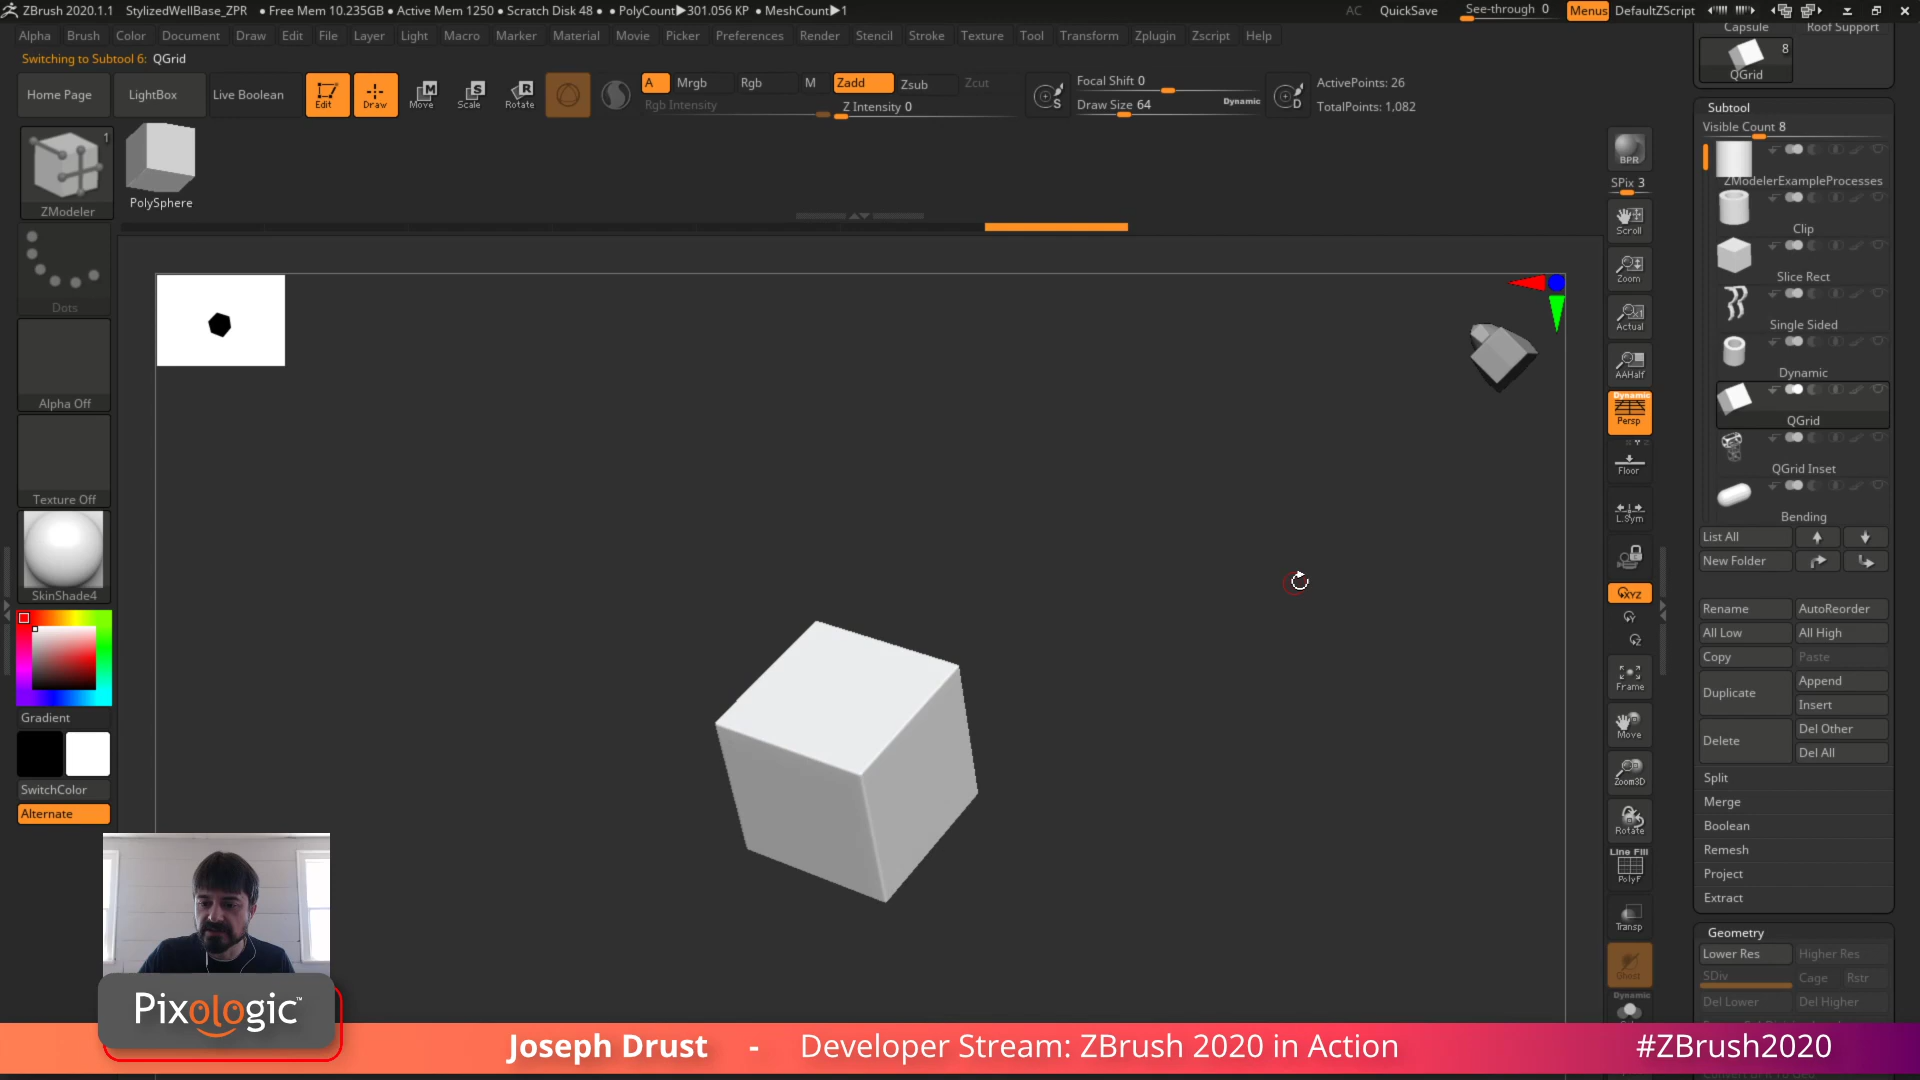 ZBrush 2020.1.1 StylizedWellBase_ZPR • Free Mem 10.235GB • Active Mem 1250 • Scratch Disk 48 • • PolyCount▶301.056 KP • MeshCount▶1 AC QuickSave See-through 0 Menus DefaultZScript
Alpha Brush Color Document Draw Edit File Layer Light Macro Marker Material Movie Picker Preferences Render Stencil Stroke Texture Tool Transform Zplugin Zscript Help
Switching to Subtool 6: QGrid
Home Page LightBox Live Boolean Edit Draw Move Scale Rotate
M S R
A Mrgb Rgb M Zadd Zsub Zcut
Rgb Intensity Z Intensity 0
S Focal Shift 0
Draw Size 64 Dynamic
D ActivePoints: 26
TotalPoints: 1,082
1
ZModeler
PolySphere
Dots
Alpha Off
Texture Off
SkinShade4
Gradient
SwitchColor
Alternate
BPR
SPix 3
Scroll
Zoom
Actual
AAHalf
Dynamic
Persp
Floor
L.Sym
XYZ
Frame
Move
Zoom3D
Rotate
Line Fill
PolyF
Transp
Dynamic
Capsule Roof Support
8
QGrid
Subtool
Visible Count 8
ZModelerExampleProcesses
Clip
Slice Rect
Single Sided
Dynamic
QGrid
QGrid Inset
Bending
List All
New Folder
Rename AutoReorder
All Low All High
Copy Paste
Duplicate Append
Insert
Delete Del Other
Del All
Split
Merge
Boolean
Remesh
Project
Extract
Geometry
Lower Res Higher Res
SDiv Cage Rstr
Del Lower Del Higher
Pixologic™
Joseph Drust - Developer Stream: ZBrush 2020 in Action #ZBrush2020